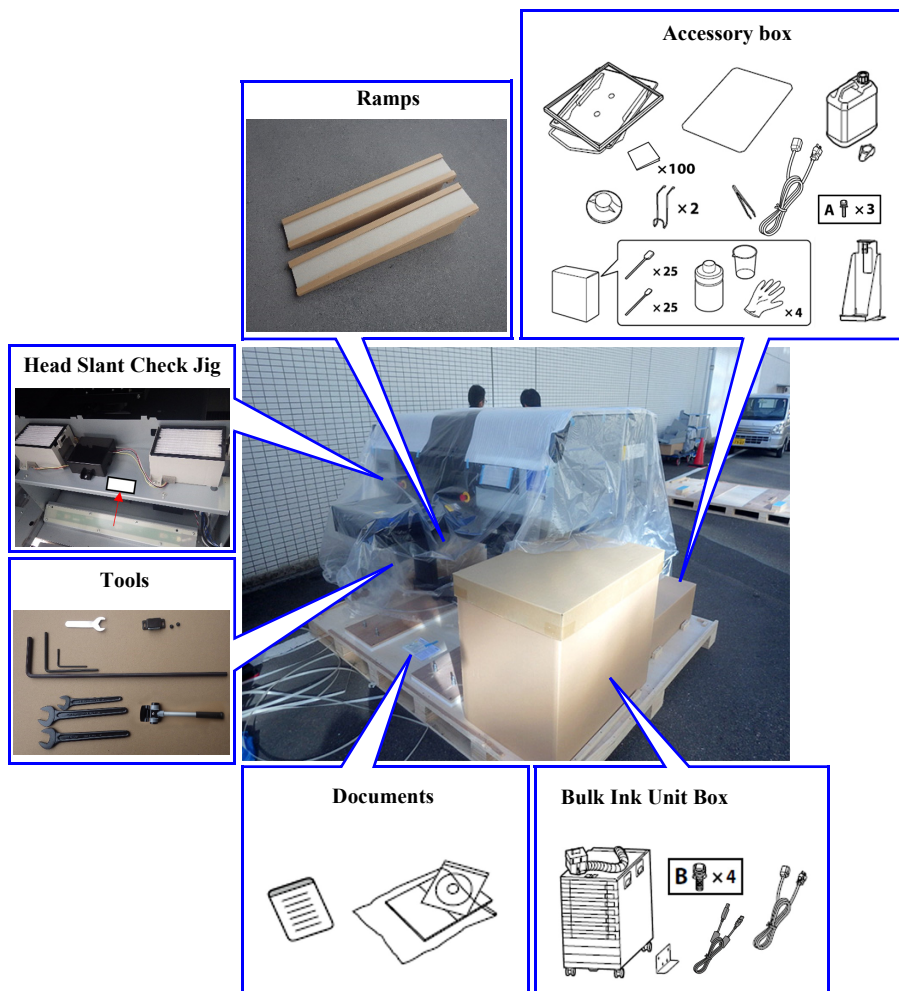 Accessory box
Ramps
×100
×2
A ×3
×25
×25
×4
Head Slant Check Jig
Tools
Documents
Bulk Ink Unit Box
B ×4